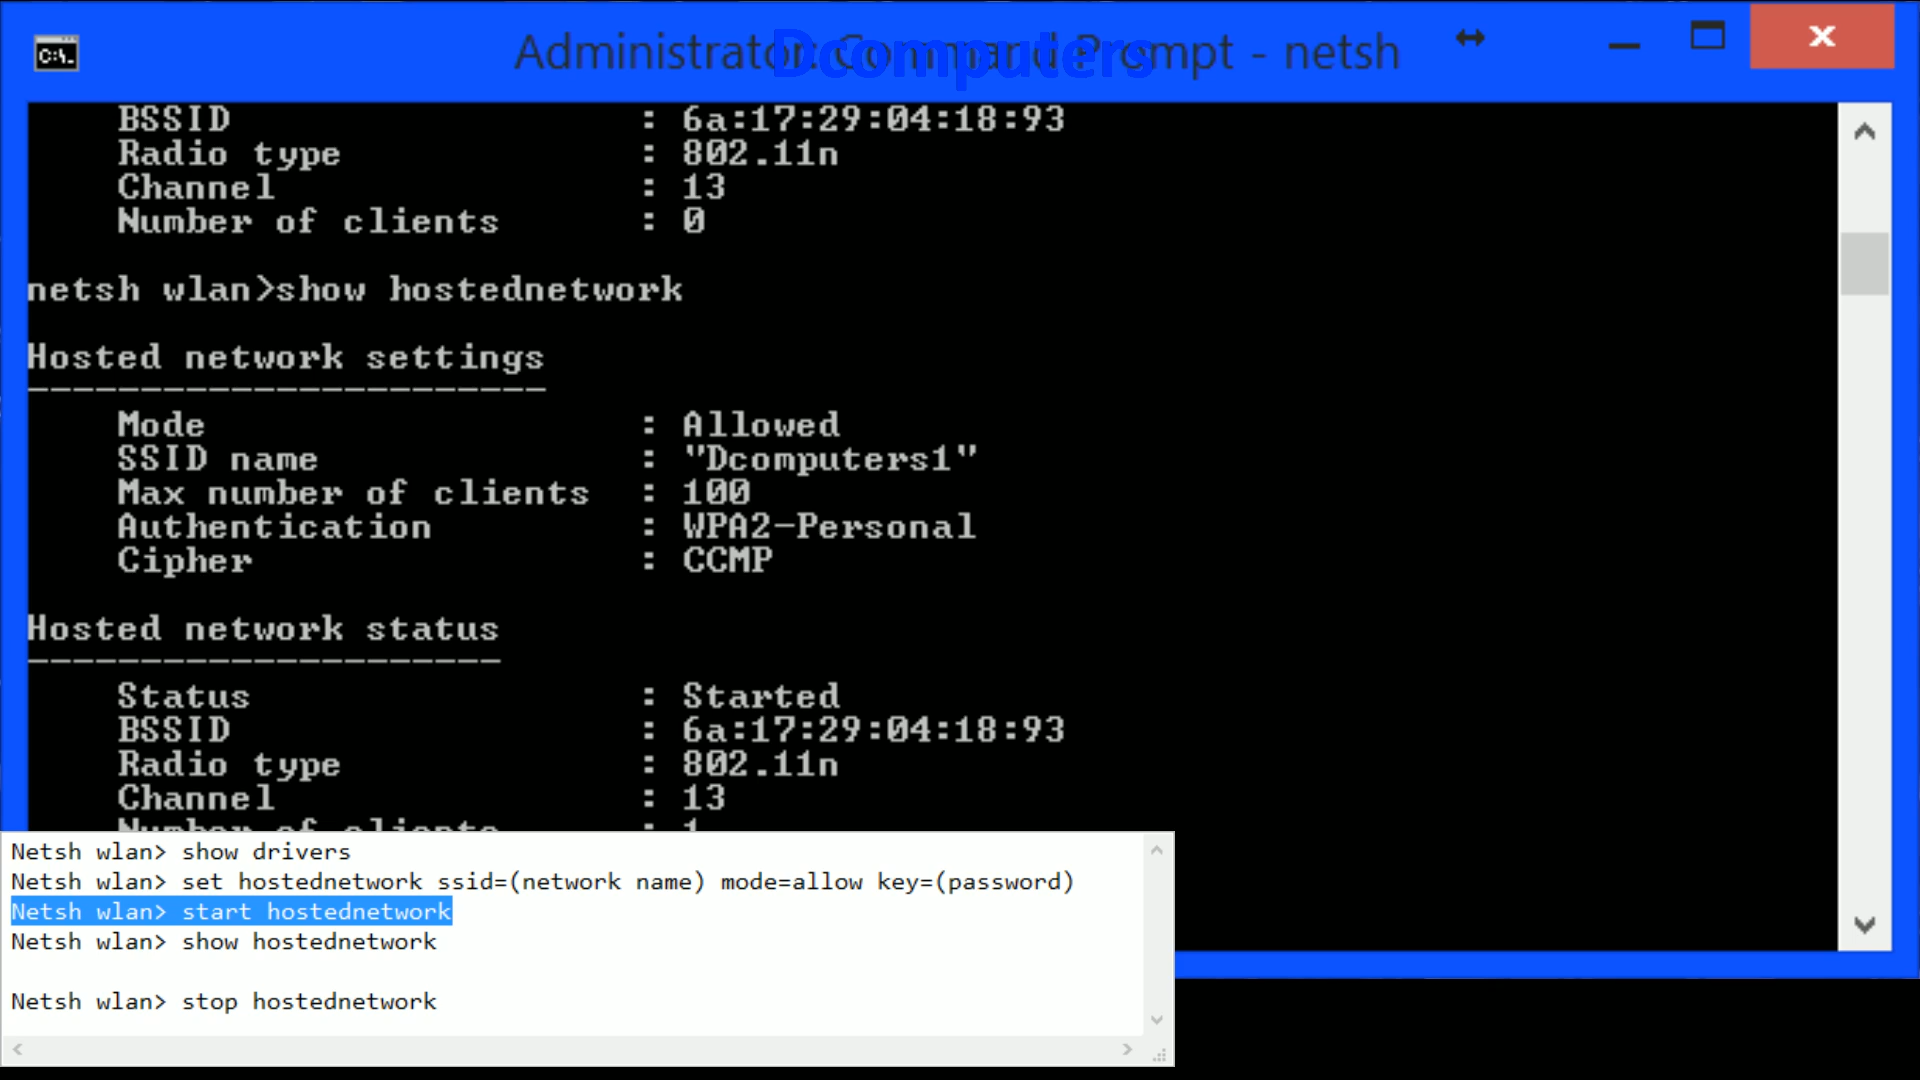 Administrator: Command Prompt - netsh
Dcomputers
BSSID : 6a:17:29:04:18:93
Radio type : 802.11n
Channel : 13
Number of clients : 0
netsh wlan>show hostednetwork
Hosted network settings
-----------------------
Mode : Allowed
SSID name : "Dcomputers1"
Max number of clients : 100
Authentication : WPA2-Personal
Cipher : CCMP
Hosted network status
---------------------
Status : Started
BSSID : 6a:17:29:04:18:93
Radio type : 802.11n
Channel : 13
Number of clients : 1
Netsh wlan> show drivers
Netsh wlan> set hostednetwork ssid=(network name) mode=allow key=(password)
Netsh wlan> start hostednetwork
Netsh wlan> show hostednetwork
Netsh wlan> stop hostednetwork